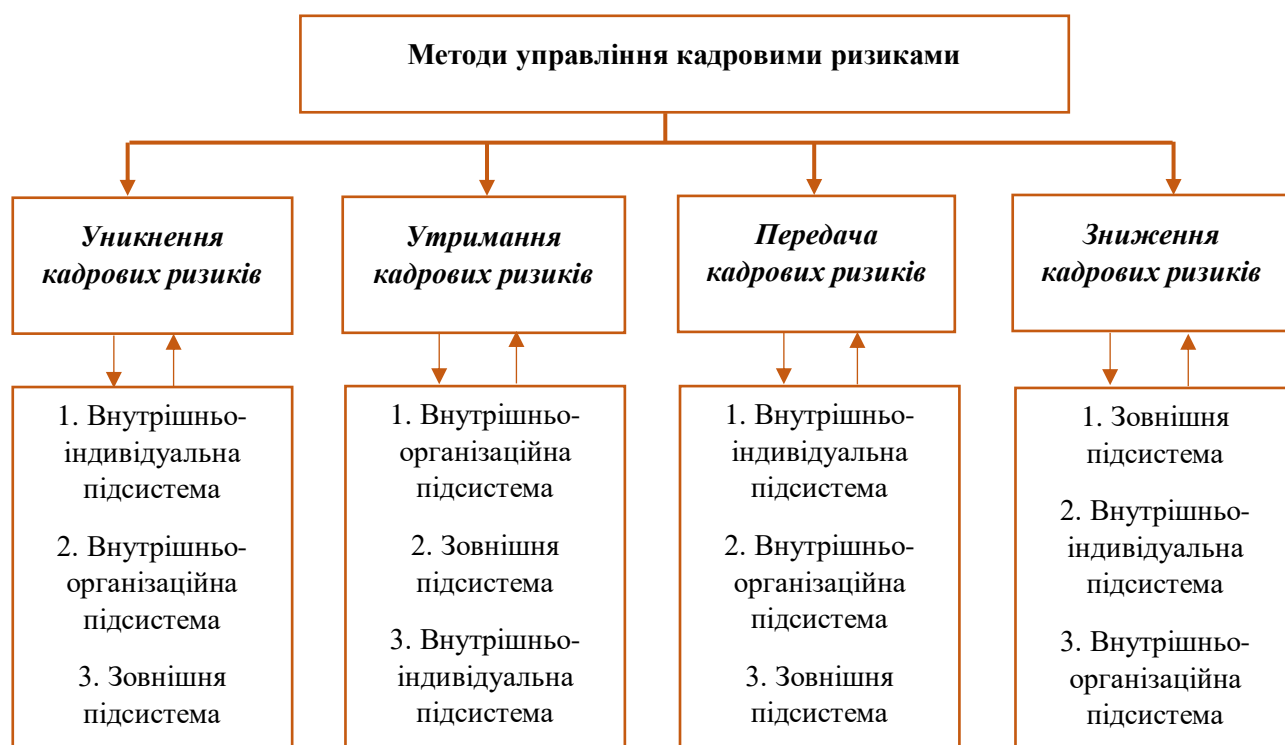 Методи управління кадровими ризиками
Уникнення
кадрових ризиків
Утримання
кадрових ризиків
Передача
кадрових ризиків
Зниження
кадрових ризиків
1. Внутрішньо-
індивідуальна
підсистема
2. Внутрішньо-
організаційна
підсистема
3. Зовнішня
підсистема
1. Внутрішньо-
організаційна
підсистема
2. Зовнішня
підсистема
3. Внутрішньо-
індивідуальна
підсистема
1. Внутрішньо-
індивідуальна
підсистема
2. Внутрішньо-
організаційна
підсистема
3. Зовнішня
підсистема
1. Зовнішня
підсистема
2. Внутрішньо-
індивідуальна
підсистема
3. Внутрішньо-
організаційна
підсистема